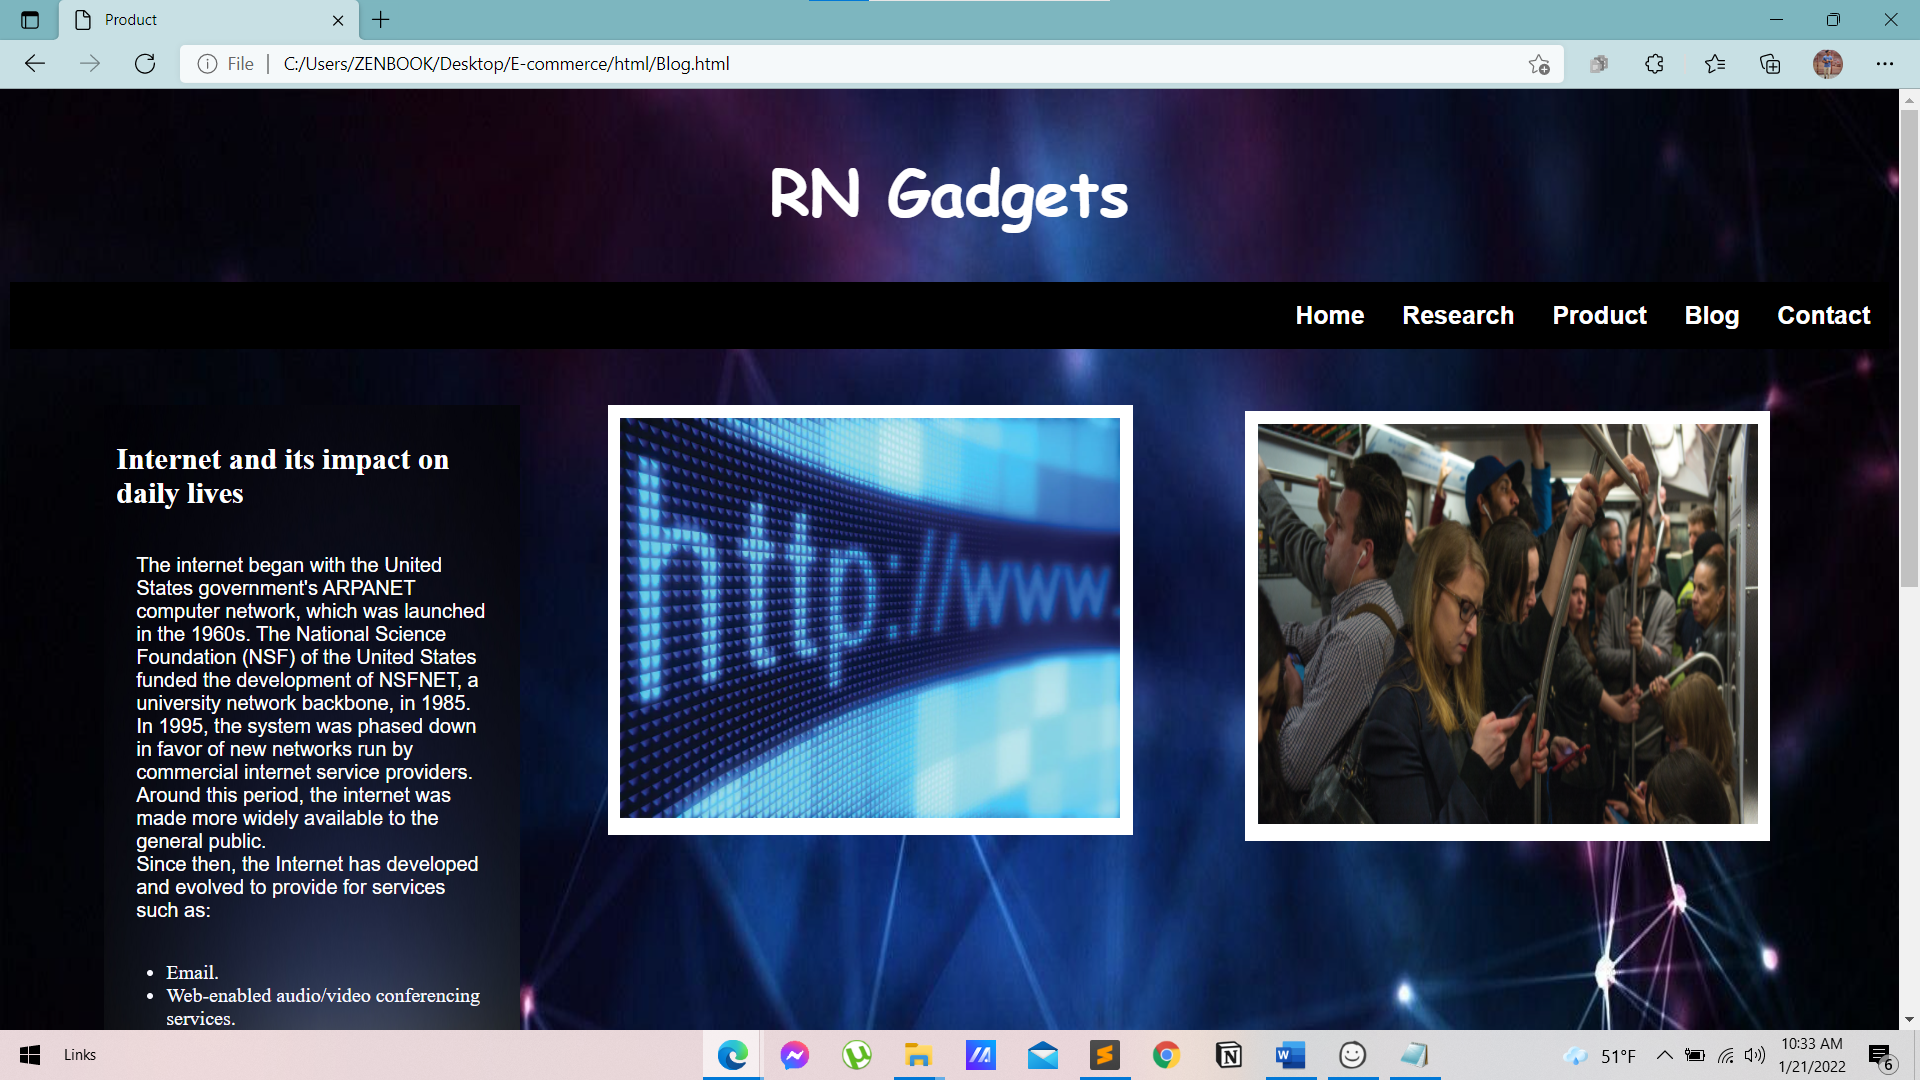 Product
File
C:/Users/ZENBOOK/Desktop/E-commerce/html/Blog.html
RN Gadgets
Home Research Product Blog Contact
Internet and its impact on
daily lives
The internet began with the United
States government's ARPANET
computer network, which was launched
in the 1960s. The National Science
Foundation (NSF) of the United States
funded the development of NSFNET, a
university network backbone, in 1985.
In 1995, the system was phased down
in favor of new networks run by
commercial internet service providers.
Around this period, the internet was
made more widely available to the
general public.
Since then, the Internet has developed
and evolved to provide for services
such as:
• Email.
• Web-enabled audio/video conferencing
services.
http://www.
Links
51°F
10:33 AM
1/21/2022
6